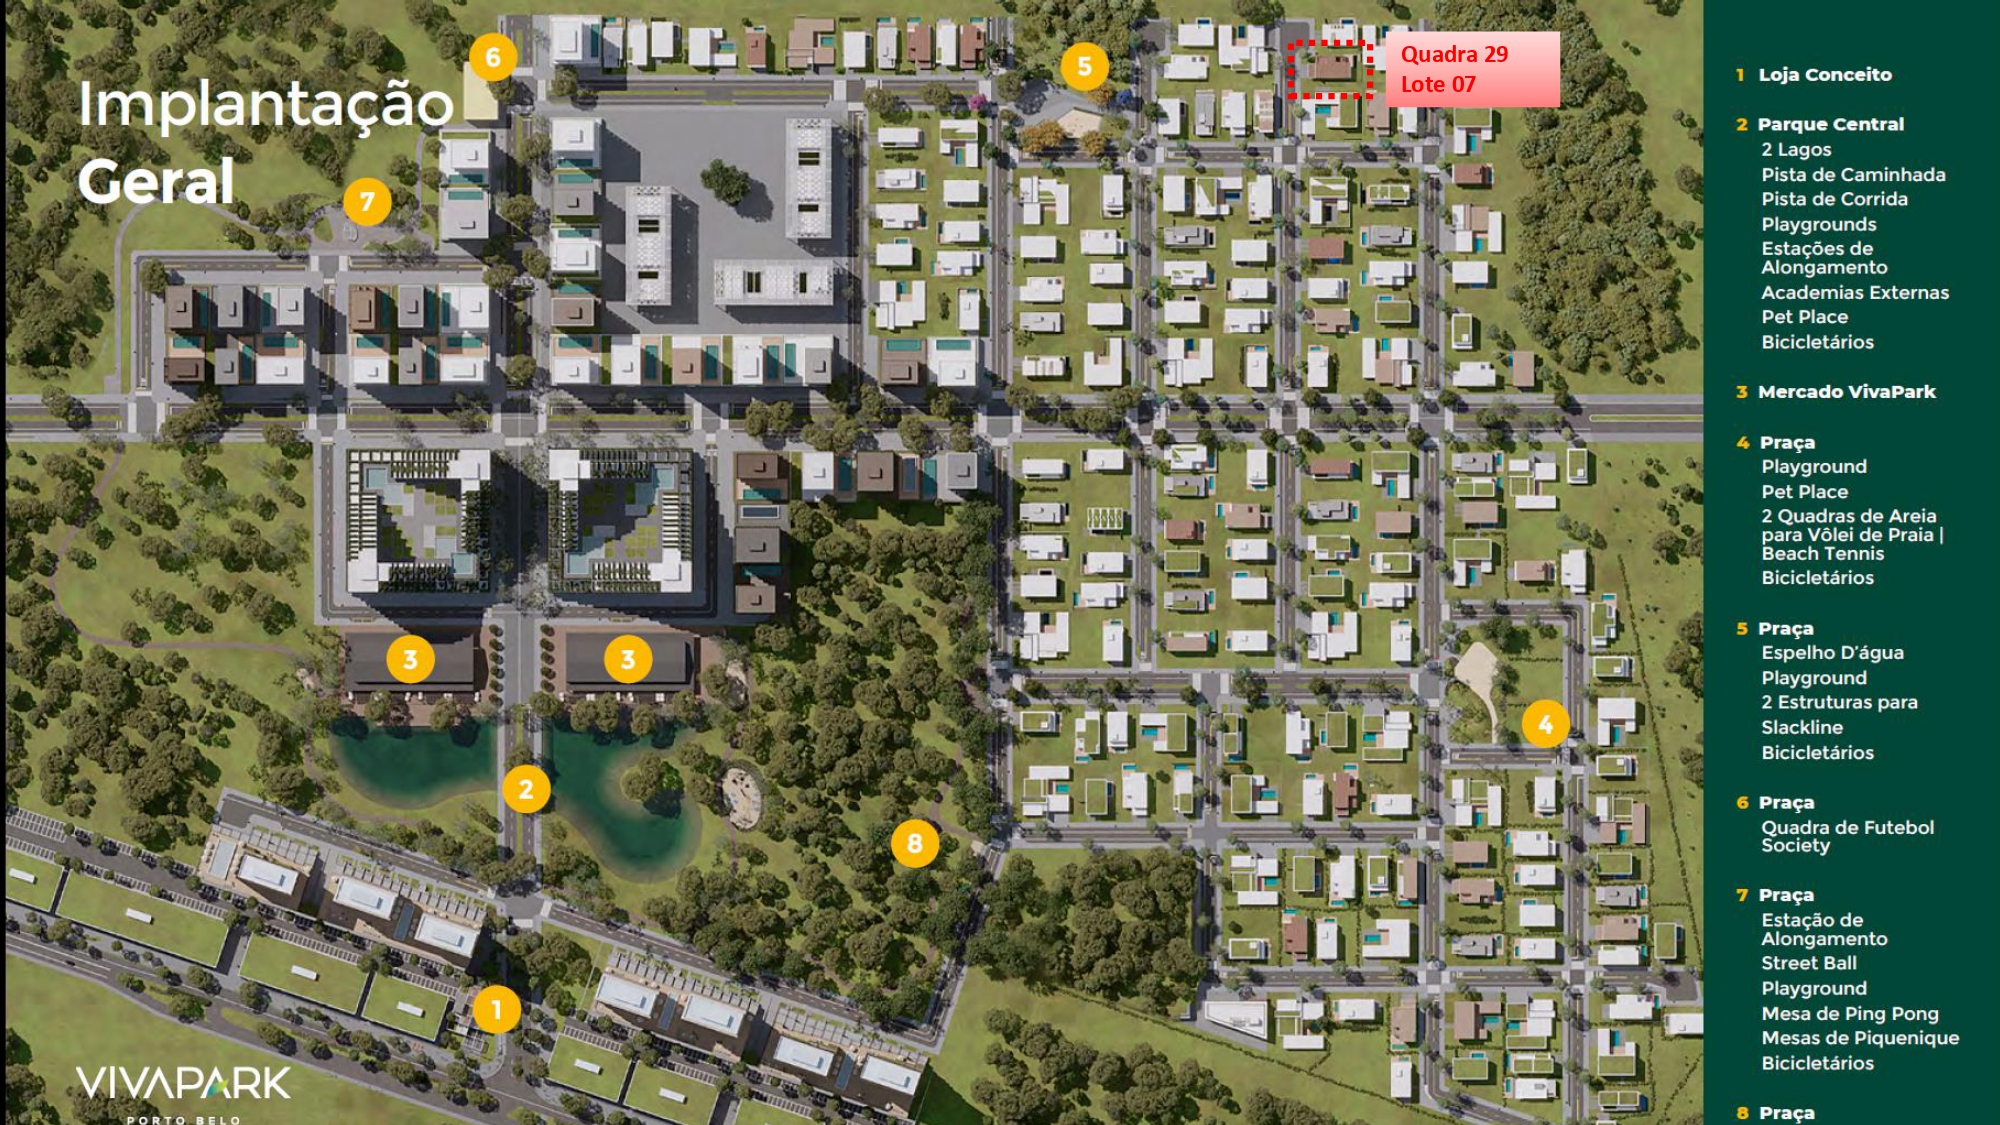 Implantação
Geral
6
5
Quadra 29
Lote 07
7
3
3
4
2
8
1
VIVAPARK
PORTO BELO
1 Loja Conceito
2 Parque Central
2 Lagos
Pista de Caminhada
Pista de Corrida
Playgrounds
Estações de
Alongamento
Academias Externas
Pet Place
Bicicletários
3 Mercado VivaPark
4 Praça
Playground
Pet Place
2 Quadras de Areia
para Vôlei de Praia |
Beach Tennis
Bicicletários
5 Praça
Espelho D'água
Playground
2 Estruturas para
Slackline
Bicicletários
6 Praça
Quadra de Futebol
Society
7 Praça
Estação de
Alongamento
Street Ball
Playground
Mesa de Ping Pong
Mesas de Piquenique
Bicicletários
8 Praça